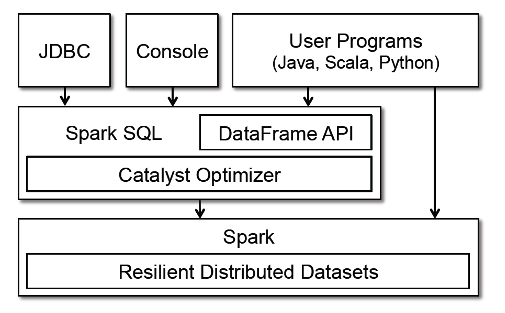 JDBC
Console
User Programs
(Java, Scala, Python)
Spark SQL
DataFrame API
Catalyst Optimizer
Spark
Resilient Distributed Datasets